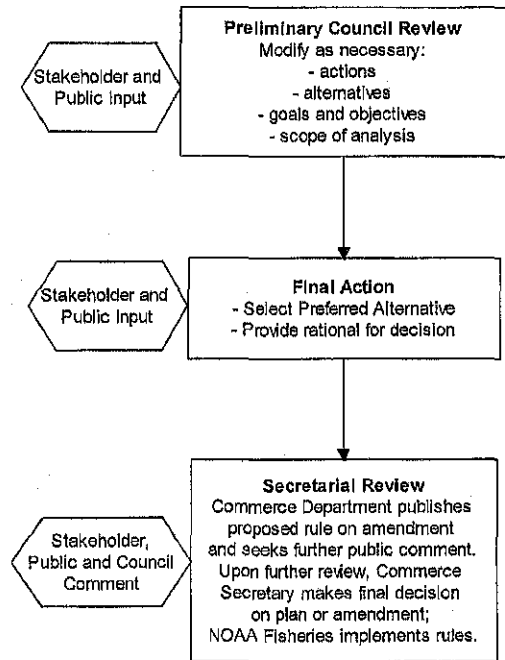 Preliminary Council Review
Modify as necessary:
- actions
- alternatives
- goals and objectives
- scope of analysis
Stakeholder and
Public Input
Final Action
- Select Preferred Alternative
- Provide rational for decision
Stakeholder and
Public Input
Secretarial Review
Commerce Department publishes
proposed rule on amendment
and seeks further public comment.
Upon further review, Commerce
Secretary makes final decision
on plan or amendment;
NOAA Fisheries implements rules.
Stakeholder,
Public and Council
Comment